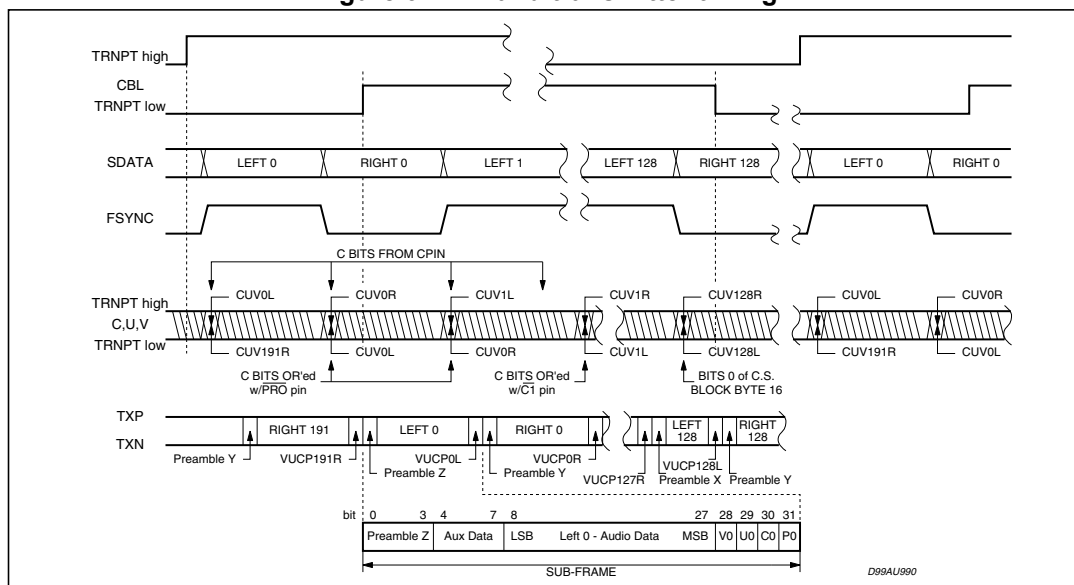 TRNPT high
CBL
TRNPT low
SDATA LEFT 0 RIGHT 0 LEFT 1 LEFT 128 RIGHT 128 LEFT 0 RIGHT 0
FSYNC
C BITS FROM CPIN
TRNPT high CUV0L CUV0R CUV1L CUV1R CUV128R CUV0L CUV0R
C,U,V
TRNPT low CUV191R CUV0L CUV0R CUV1L CUV128L CUV191R CUV0L
C BITS OR'ed w/PRO pin
C BITS OR'ed w/C1 pin
BITS 0 of C.S. BLOCK BYTE 16
TXP
TXN RIGHT 191 LEFT 0 RIGHT 0 LEFT 128 RIGHT 128
Preamble Y VUCP191R Preamble Z VUCP0L Preamble Y VUCP0R VUCP127R Preamble X VUCP128L Preamble Y
bit 0 3 4 7 8 27 28 29 30 31
Preamble Z Aux Data LSB Left 0 - Audio Data MSB V0 U0 C0 P0
SUB-FRAME
D99AU990